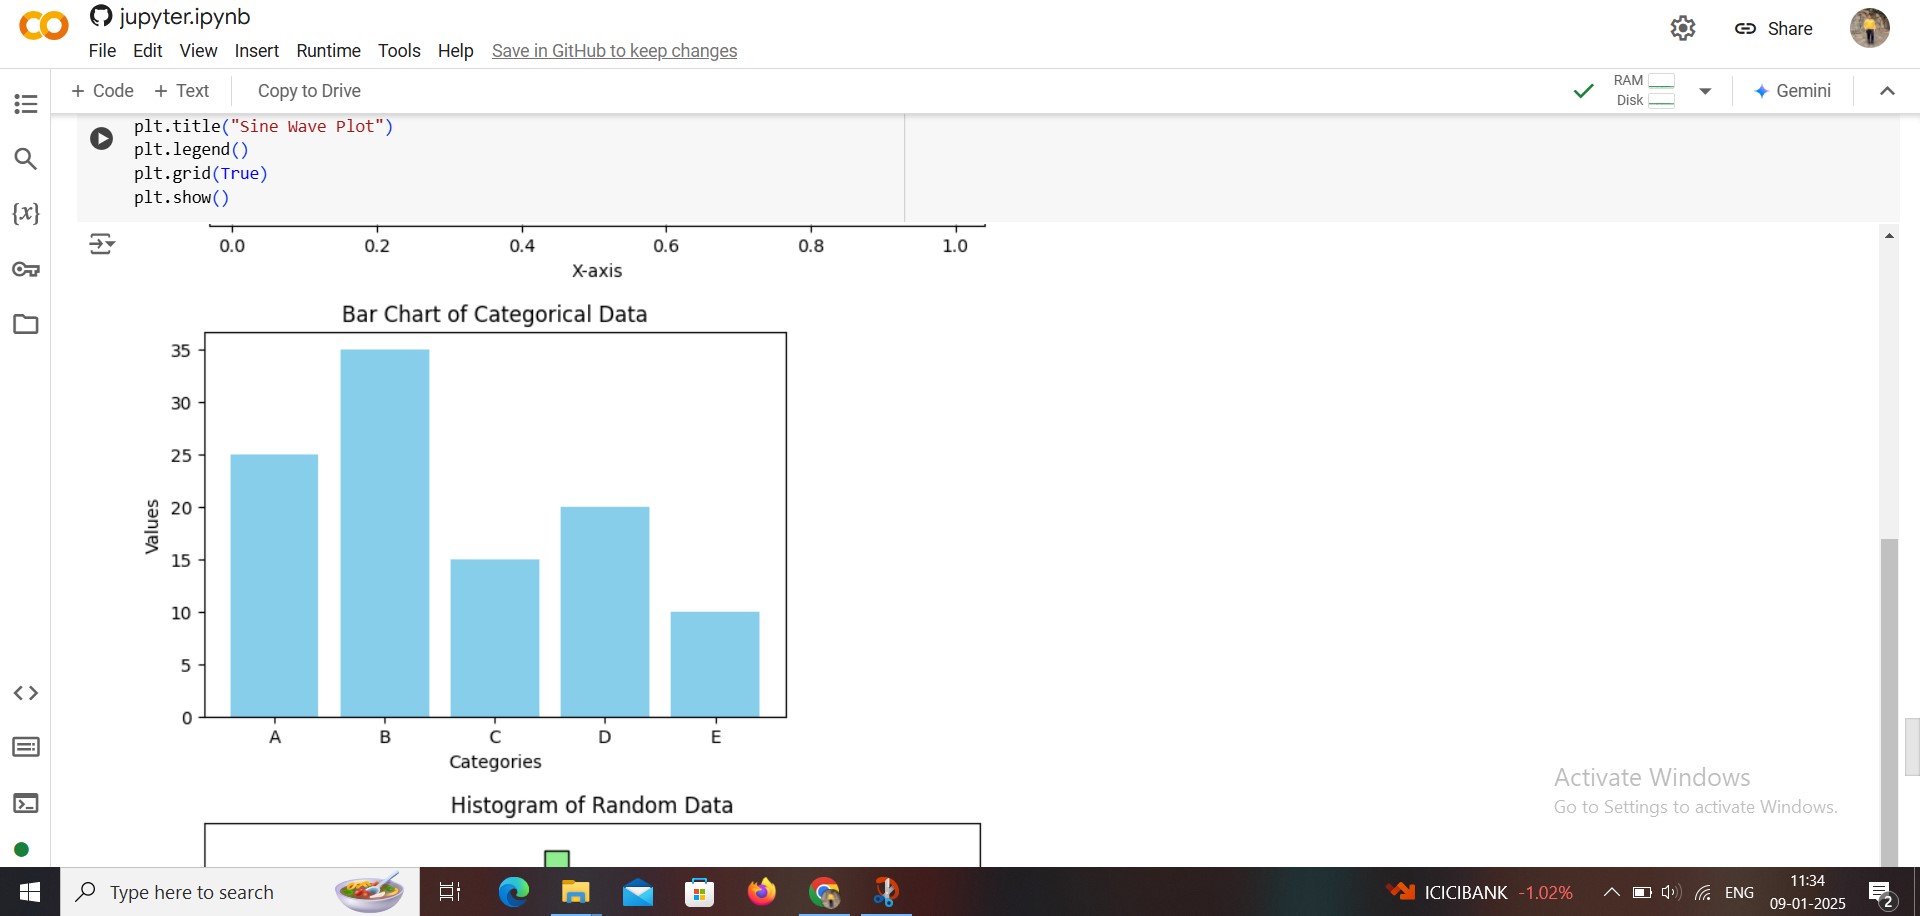 jupyter.ipynb
File Edit View Insert Runtime Tools Help Save in GitHub to keep changes
Share
+ Code + Text Copy to Drive
RAM
Disk
Gemini
plt.title("Sine Wave Plot")
plt.legend()
plt.grid(True)
plt.show()
{x}
0.0 0.2 0.4 0.6 0.8 1.0
X-axis
Bar Chart of Categorical Data
35
30
25
20
15
10
5
0
Values
A B C D E
Categories
Histogram of Random Data
Activate Windows
Go to Settings to activate Windows.
Type here to search
ICICIBANK -1.02%
ENG
11:34
09-01-2025
2